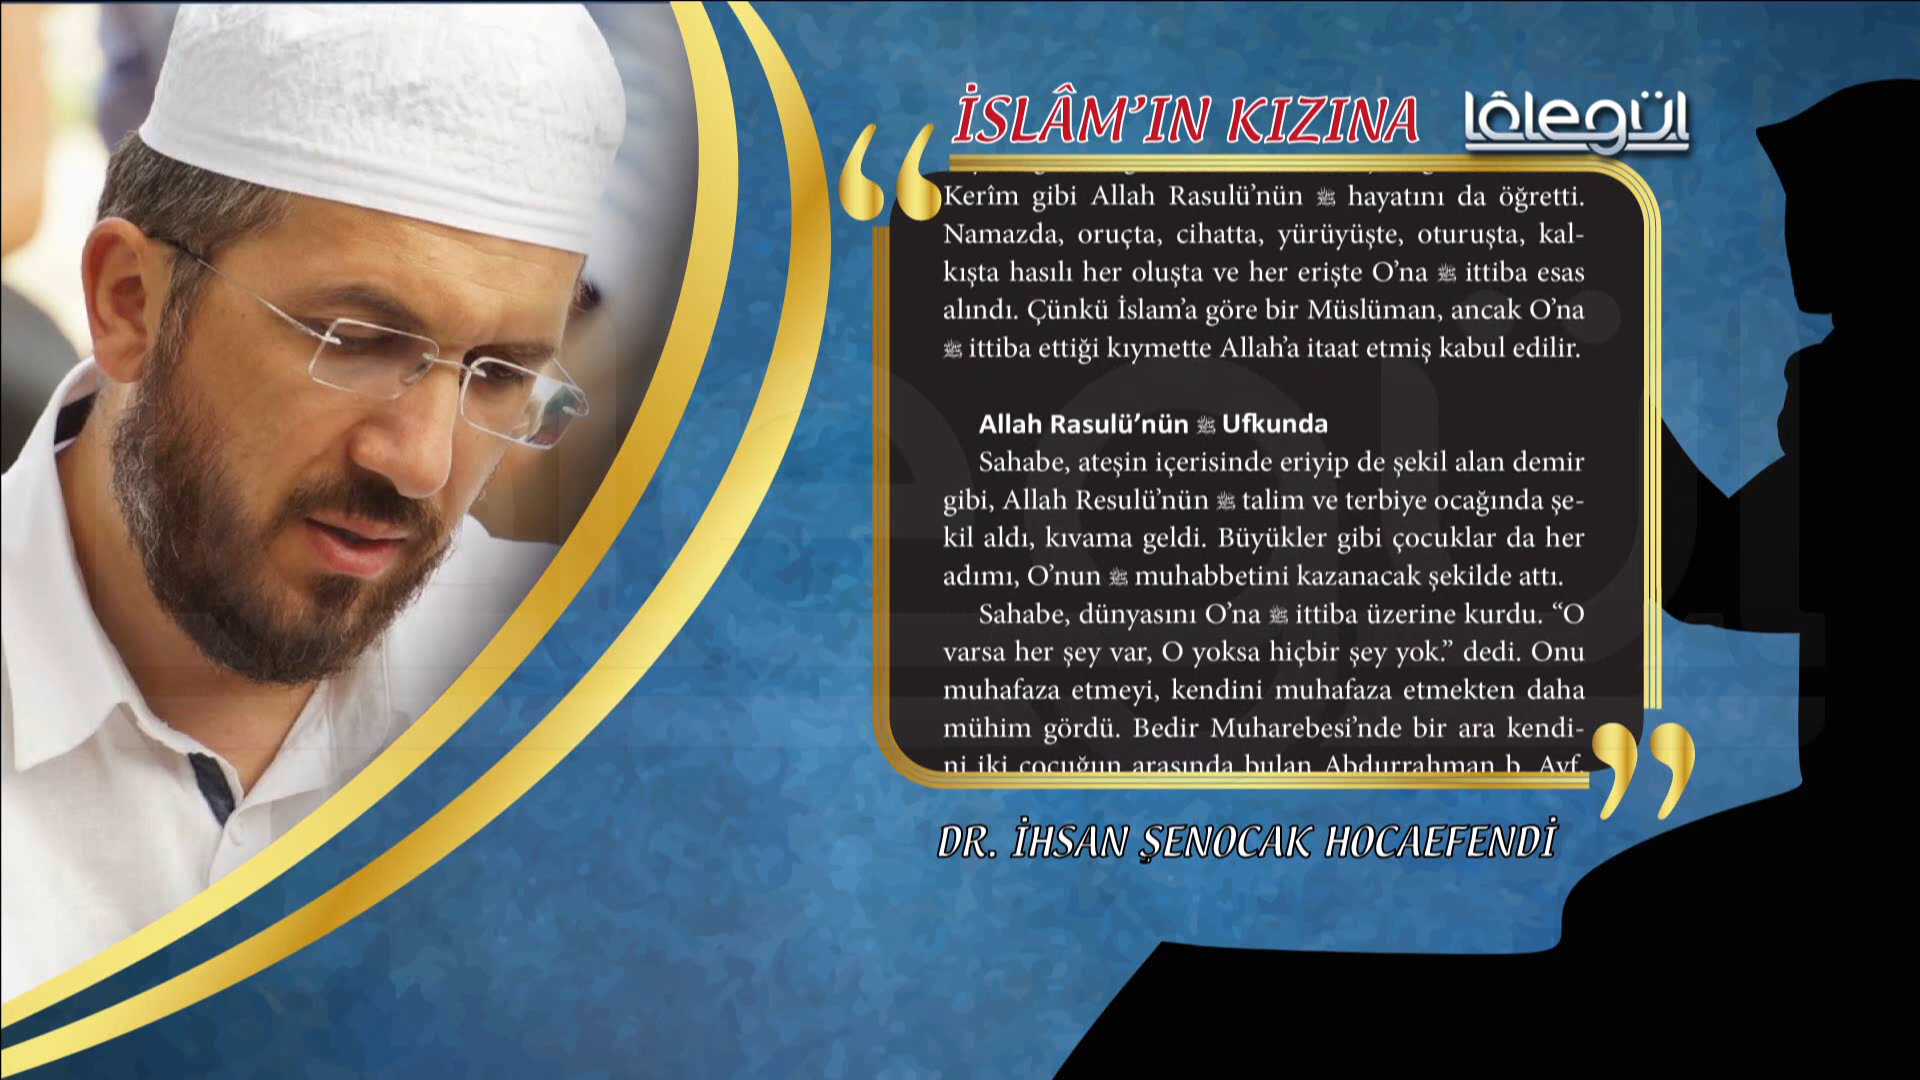 İSLÂM’IN KIZINA
lâlegül
Kerîm gibi Allah Rasulü’nün ﷺ hayatını da öğretti.
Namazda, oruçta, cihatta, yürüyüşte, oturuşta, kal-
kışta hasılı her oluşta ve her erişte O’na ﷺ ittiba esas
alındı. Çünkü İslam’a göre bir Müslüman, ancak O’na
ﷺ ittiba ettiği kıymette Allah’a itaat etmiş kabul edilir.
Allah Rasulü’nün ﷺ Ufkunda
Sahabe, ateşin içerisinde eriyip de şekil alan demir
gibi, Allah Resulü’nün ﷺ talim ve terbiye ocağında şe-
kil aldı, kıvama geldi. Büyükler gibi çocuklar da her
adımı, O’nun ﷺ muhabbetini kazanacak şekilde attı.
Sahabe, dünyasını O’na ﷺ ittiba üzerine kurdu. “O
varsa her şey var, O yoksa hiçbir şey yok.” dedi. Onu
muhafaza etmeyi, kendini muhafaza etmekten daha
mühim gördü. Bedir Muharebesi’nde bir ara kendi-
ni iki çocuğun arasında bulan Abdurrahman b. Avf,
DR. İHSAN ŞENOCAK HOCAEFENDİ